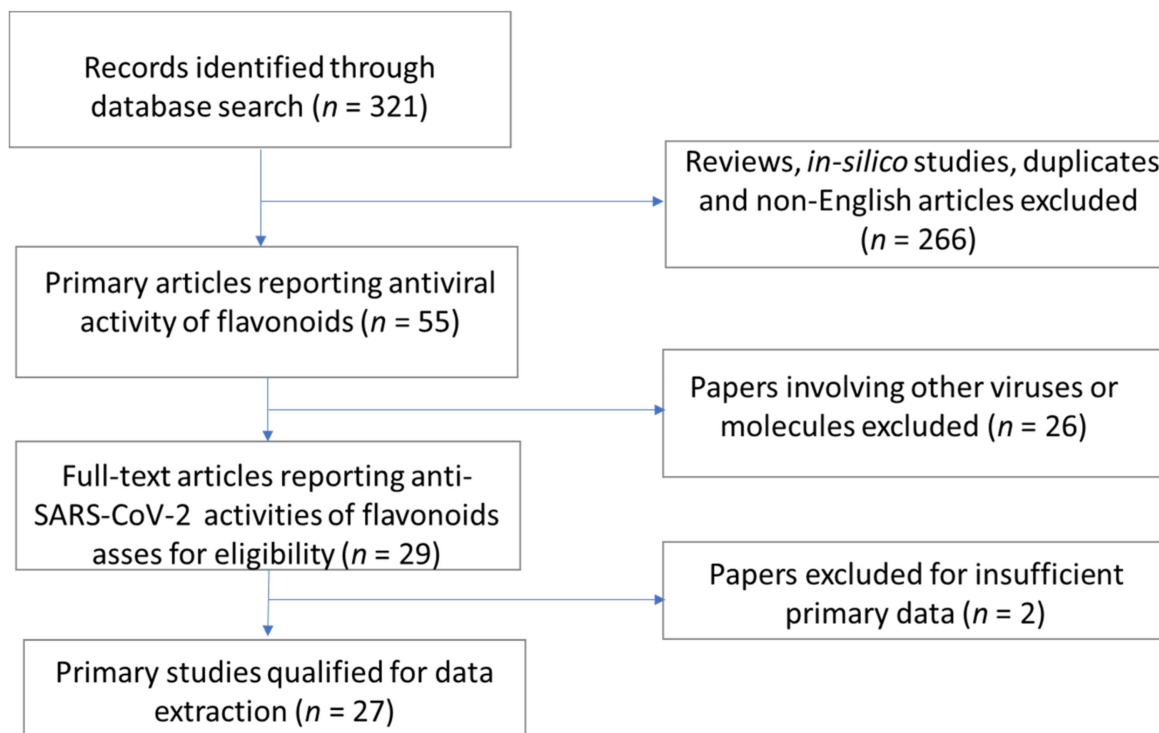 Records identified through
database search (n = 321)
Reviews, in-silico studies, duplicates
and non-English articles excluded
(n = 266)
Primary articles reporting antiviral
activity of flavonoids (n = 55)
Papers involving other viruses or
molecules excluded (n = 26)
Full-text articles reporting anti-
SARS-CoV-2 activities of flavonoids
asses for eligibility (n = 29)
Papers excluded for insufficient
primary data (n = 2)
Primary studies qualified for data
extraction (n = 27)